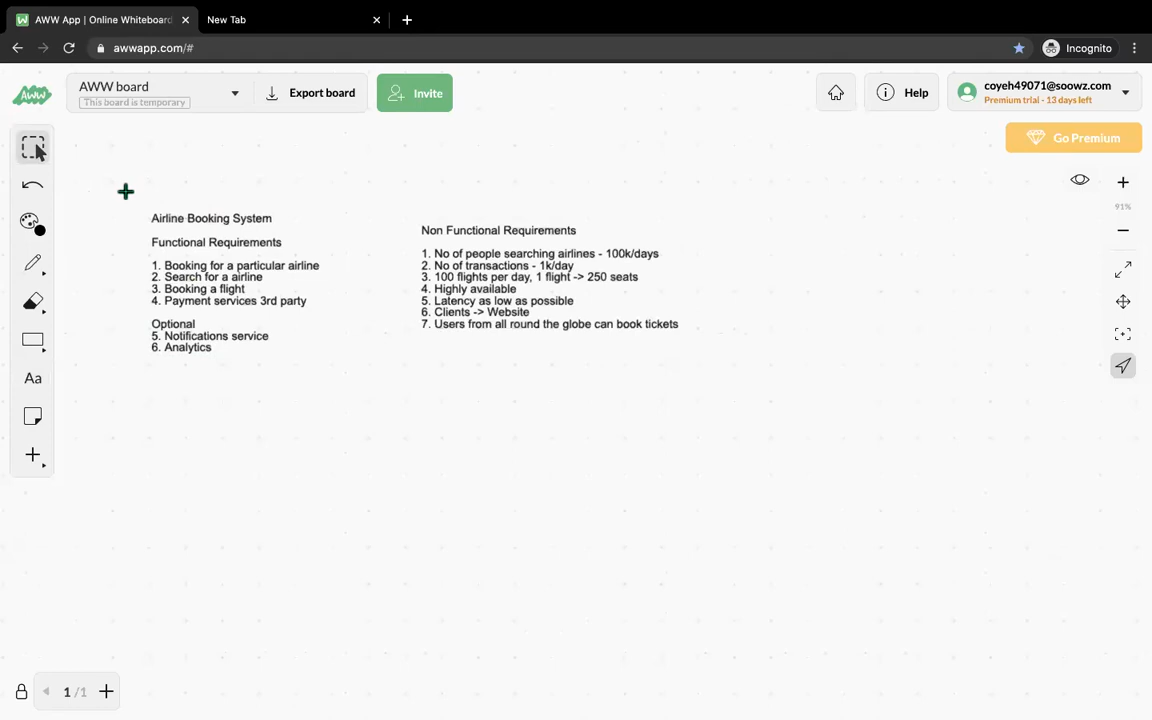 AWW App | Online Whiteboard
New Tab
awwapp.com/#
Incognito
AWW
AWW board
This board is temporary
Export board
Invite
Help
coyeh49071@soowz.com
Premium trial - 13 days left
Go Premium
91%
Airline Booking System
Functional Requirements
1. Booking for a particular airline
2. Search for a airline
3. Booking a flight
4. Payment services 3rd party
Optional
5. Notifications service
6. Analytics
Non Functional Requirements
1. No of people searching airlines - 100k/days
2. No of transactions - 1k/day
3. 100 flights per day, 1 flight -> 250 seats
4. Highly available
5. Latency as low as possible
6. Clients -> Website
7. Users from all round the globe can book tickets
Aa
1 /1